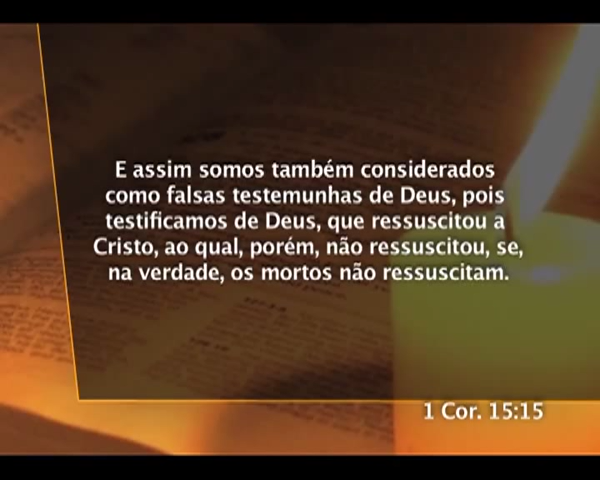 E assim somos também considerados
como falsas testemunhas de Deus, pois
testificamos de Deus, que ressuscitou a
Cristo, ao qual, porém, não ressuscitou, se,
na verdade, os mortos não ressuscitam.
1 Cor. 15:15